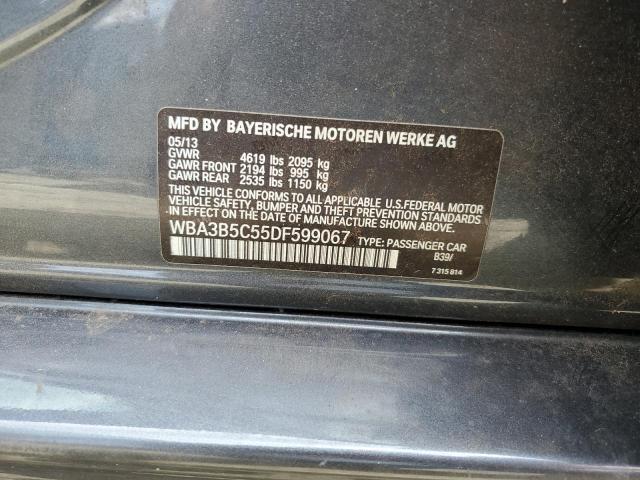 MFD BY BAYERISCHE MOTOREN WERKE AG
05/13
GVWR 4619 lbs 2095 kg
GAWR FRONT 2194 lbs 995 kg
GAWR REAR 2535 lbs 1150 kg
THIS VEHICLE CONFORMS TO ALL APPLICABLE U.S.FEDERAL MOTOR
VEHICLE SAFETY, BUMPER AND THEFT PREVENTION STANDARDS
IN EFFECT ON THE DATE OF MANUFACTURE SHOWN ABOVE.
WBA3B5C55DF599067 TYPE: PASSENGER CAR
B39/
7 315 814